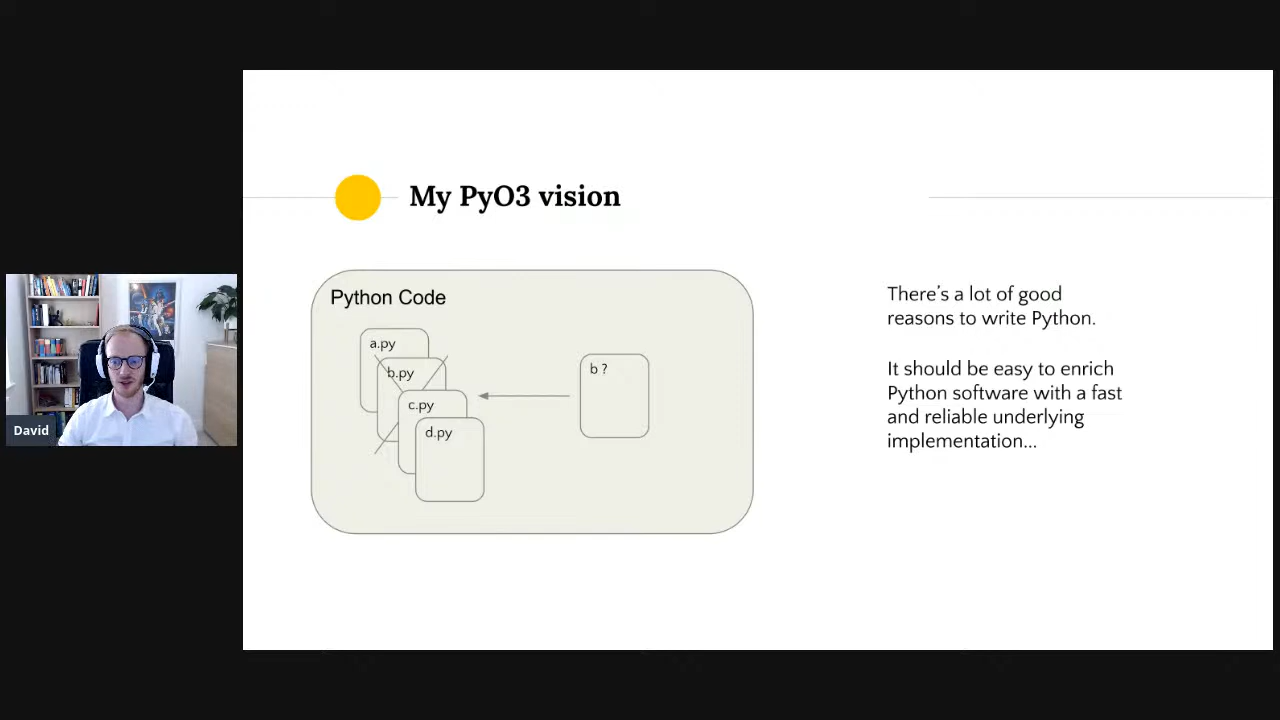 My PyO3 vision
Python Code
a.py
b.py
c.py
d.py
b ?
There's a lot of good
reasons to write Python.
It should be easy to enrich
Python software with a fast
and reliable underlying
implementation...
David